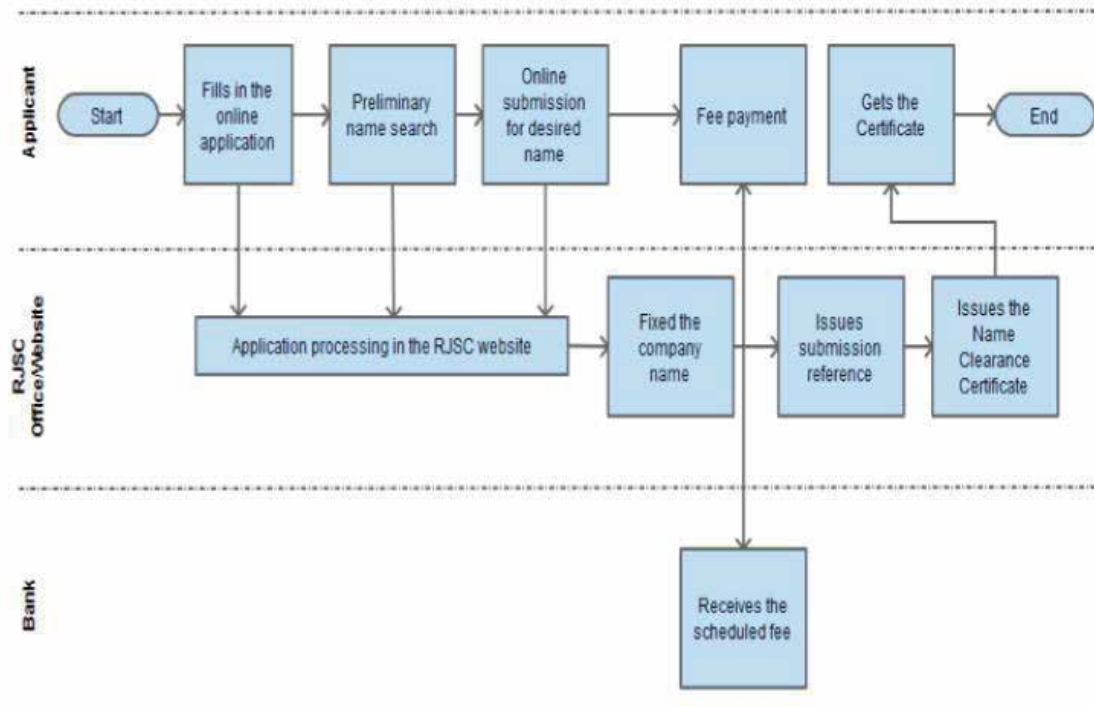 Applicant
Start
Fills in the
online
application
Preliminary
name search
Online
submission
for desired
name
Fee payment
Gets the
Certificate
End
RJSC
Office/Website
Application processing in the RJSC website
Fixed the
company
name
Issues
submission
reference
Issues the
Name
Clearance
Certificate
Bank
Receives the
scheduled fee